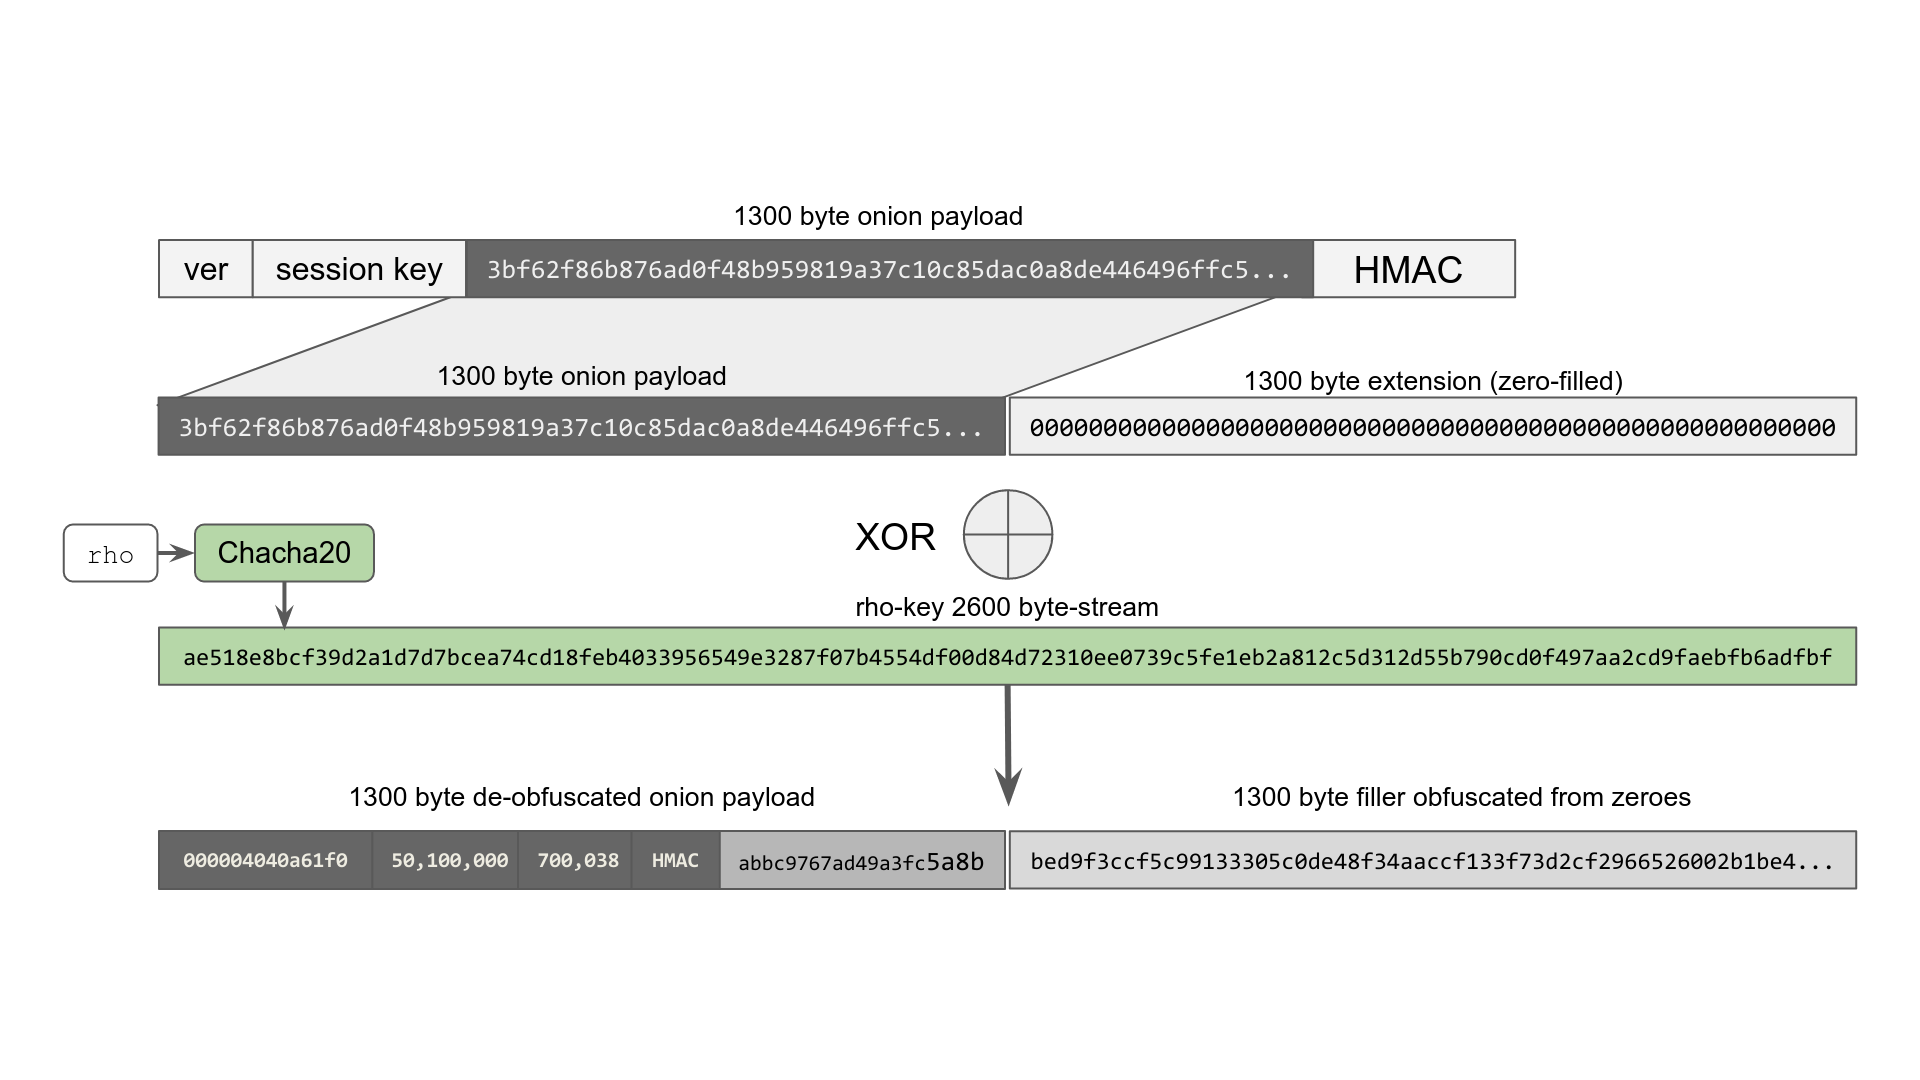 1300 byte onion payload
ver session key 3bf62f86b876ad0f48b959819a37c10c85dac0a8de446496ffc5... HMAC
1300 byte onion payload 1300 byte extension (zero-filled)
3bf62f86b876ad0f48b959819a37c10c85dac0a8de446496ffc5... 0000000000000000000000000000000000000000000000000000000
XOR
rho Chacha20
rho-key 2600 byte-stream
ae518e8bcf39d2a1d7d7bcea74cd18feb4033956549e3287f07b4554df00d84d72310ee0739c5fe1eb2a812c5d312d55b790cd0f497aa2cd9faebfb6adfbf
1300 byte de-obfuscated onion payload 1300 byte filler obfuscated from zeroes
000004040a61f0 50,100,000 700,038 HMAC abbc9767ad49a3fc5a8b bed9f3ccf5c99133305c0de48f34aaccf133f73d2cf2966526002b1be4...